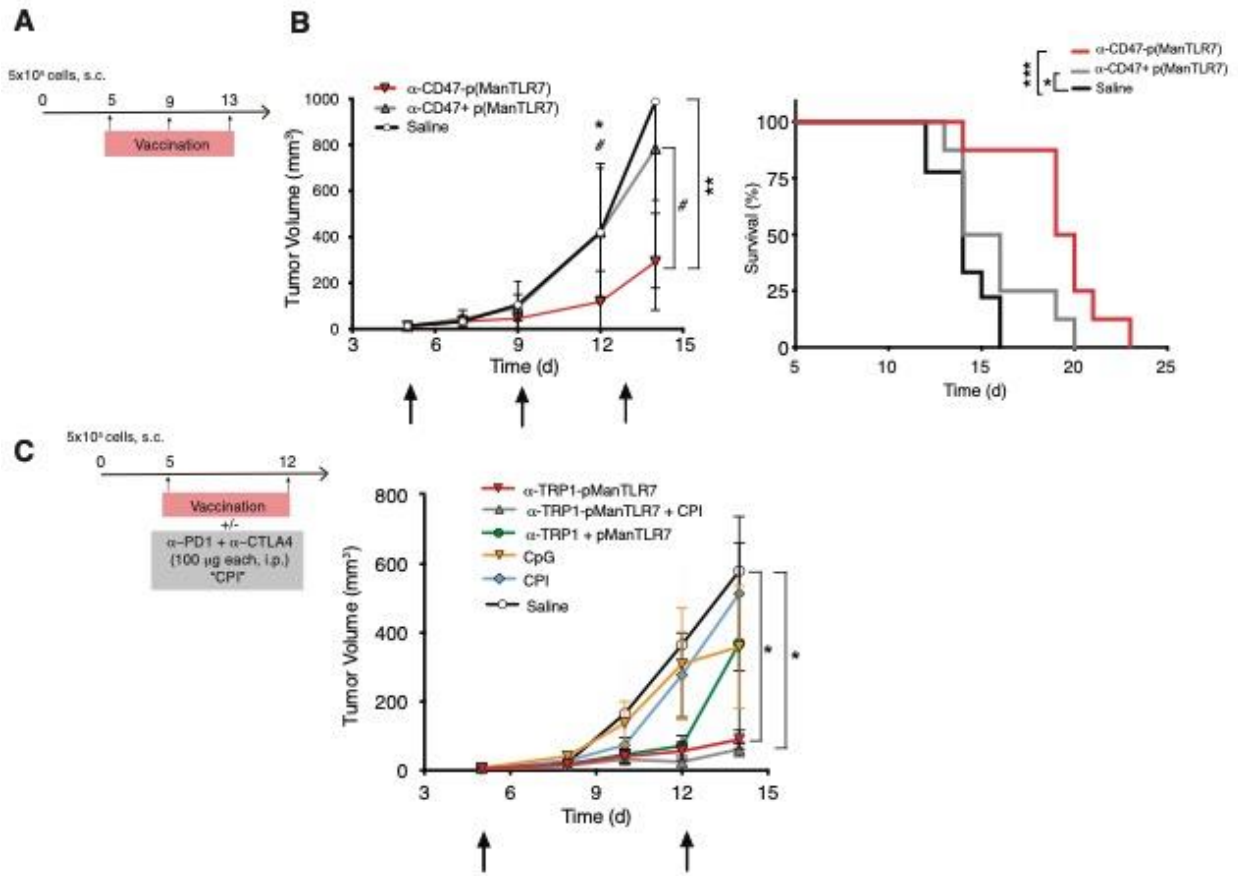 A
5x10⁵ cells, s.c.
0 5 9 13
Vaccination
B
α-CD47-p(ManTLR7)
α-CD47+ p(ManTLR7)
Saline
Tumor Volume (mm³)
1000
800
600
400
200
0
*
#
#
**
3 6 9 12 15
Time (d)
α-CD47-p(ManTLR7)
α-CD47+ p(ManTLR7)
Saline
***
*
Survival (%)
100
75
50
25
0
5 10 15 20 25
Time (d)
C
5x10⁵ cells, s.c.
0 5 12
Vaccination
+/-
α-PD1 + α-CTLA4
(100 μg each, i.p.)
"CPI"
α-TRP1-pManTLR7
α-TRP1-pManTLR7 + CPI
α-TRP1 + pManTLR7
CpG
CPI
Saline
Tumor Volume (mm³)
800
600
400
200
0
*
*
3 6 9 12 15
Time (d)